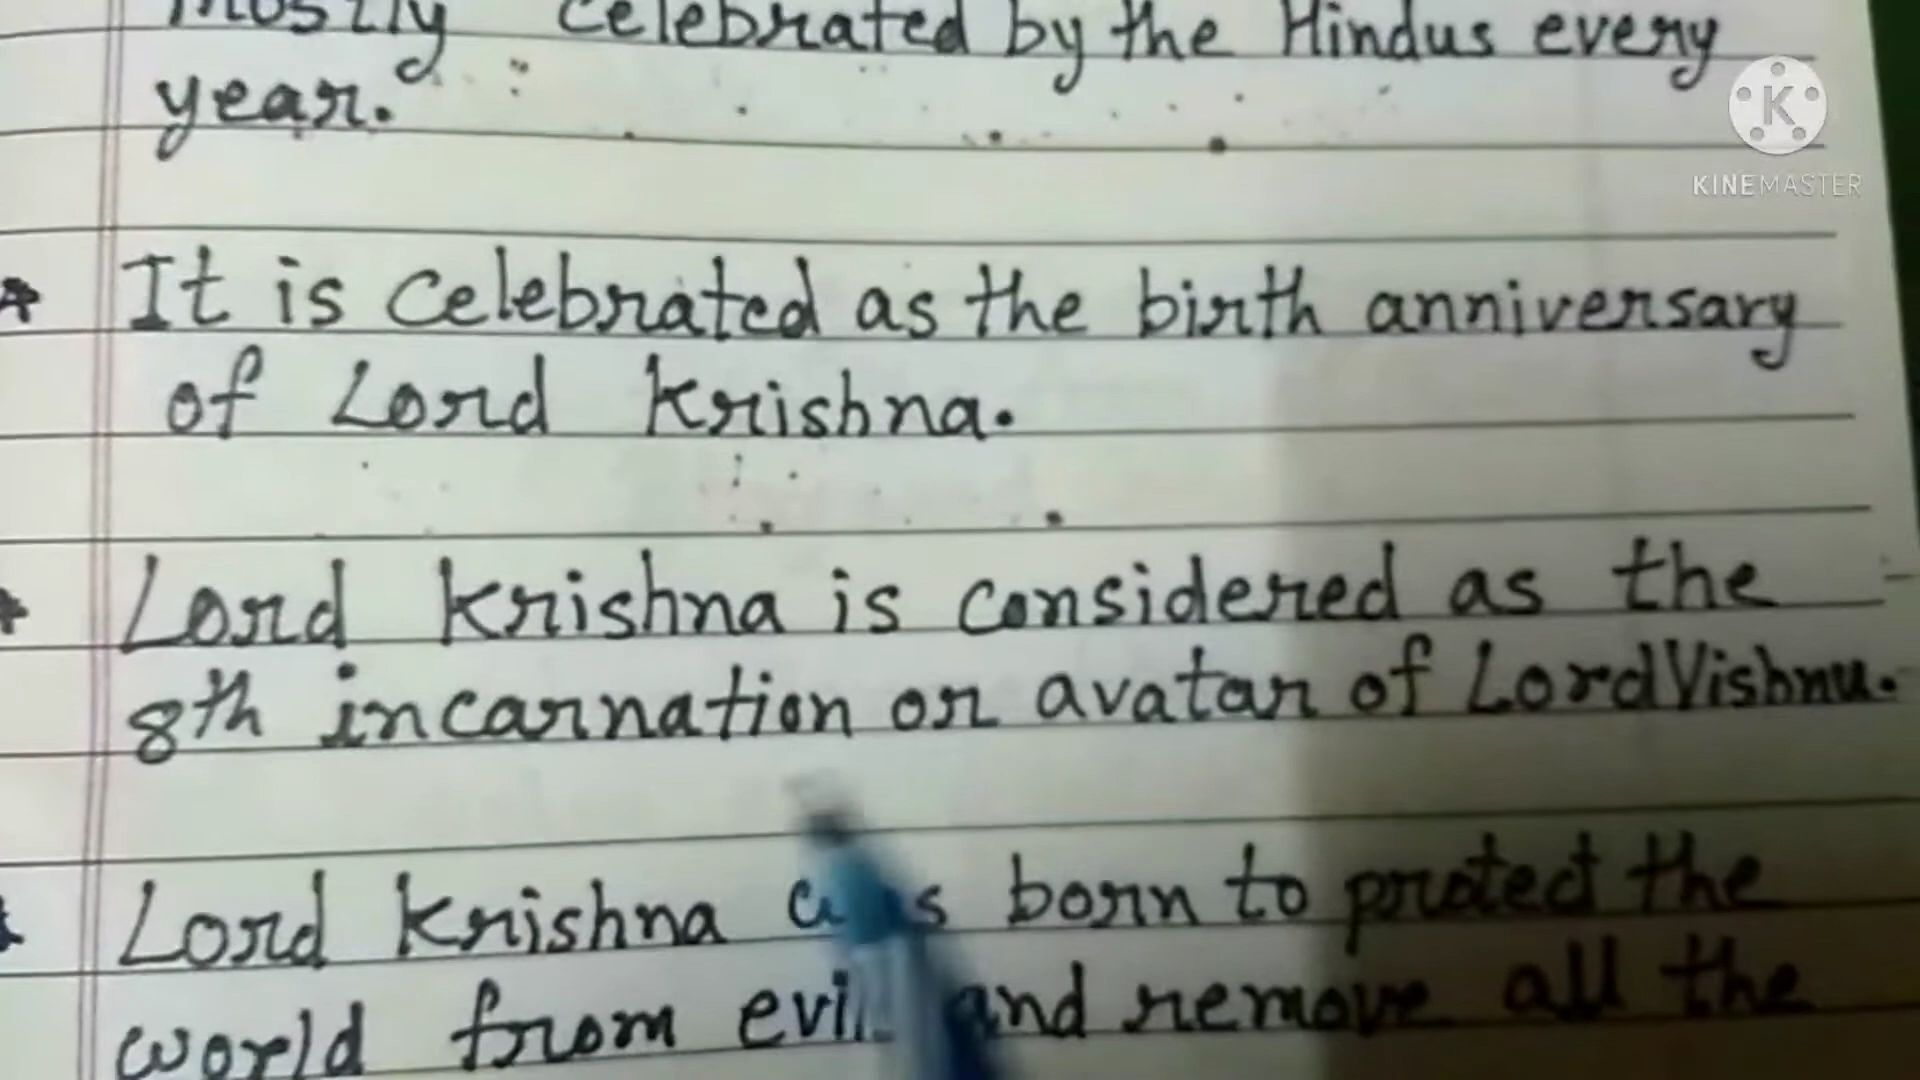 mostly celebrated by the Hindus every
year.
It is celebrated as the birth anniversary
of Lord Krishna.
Lord Krishna is considered as the
8th incarnation or avatar of Lord Vishnu.
Lord Krishna born to protect the
world from evil and remove all the
KINEMASTER